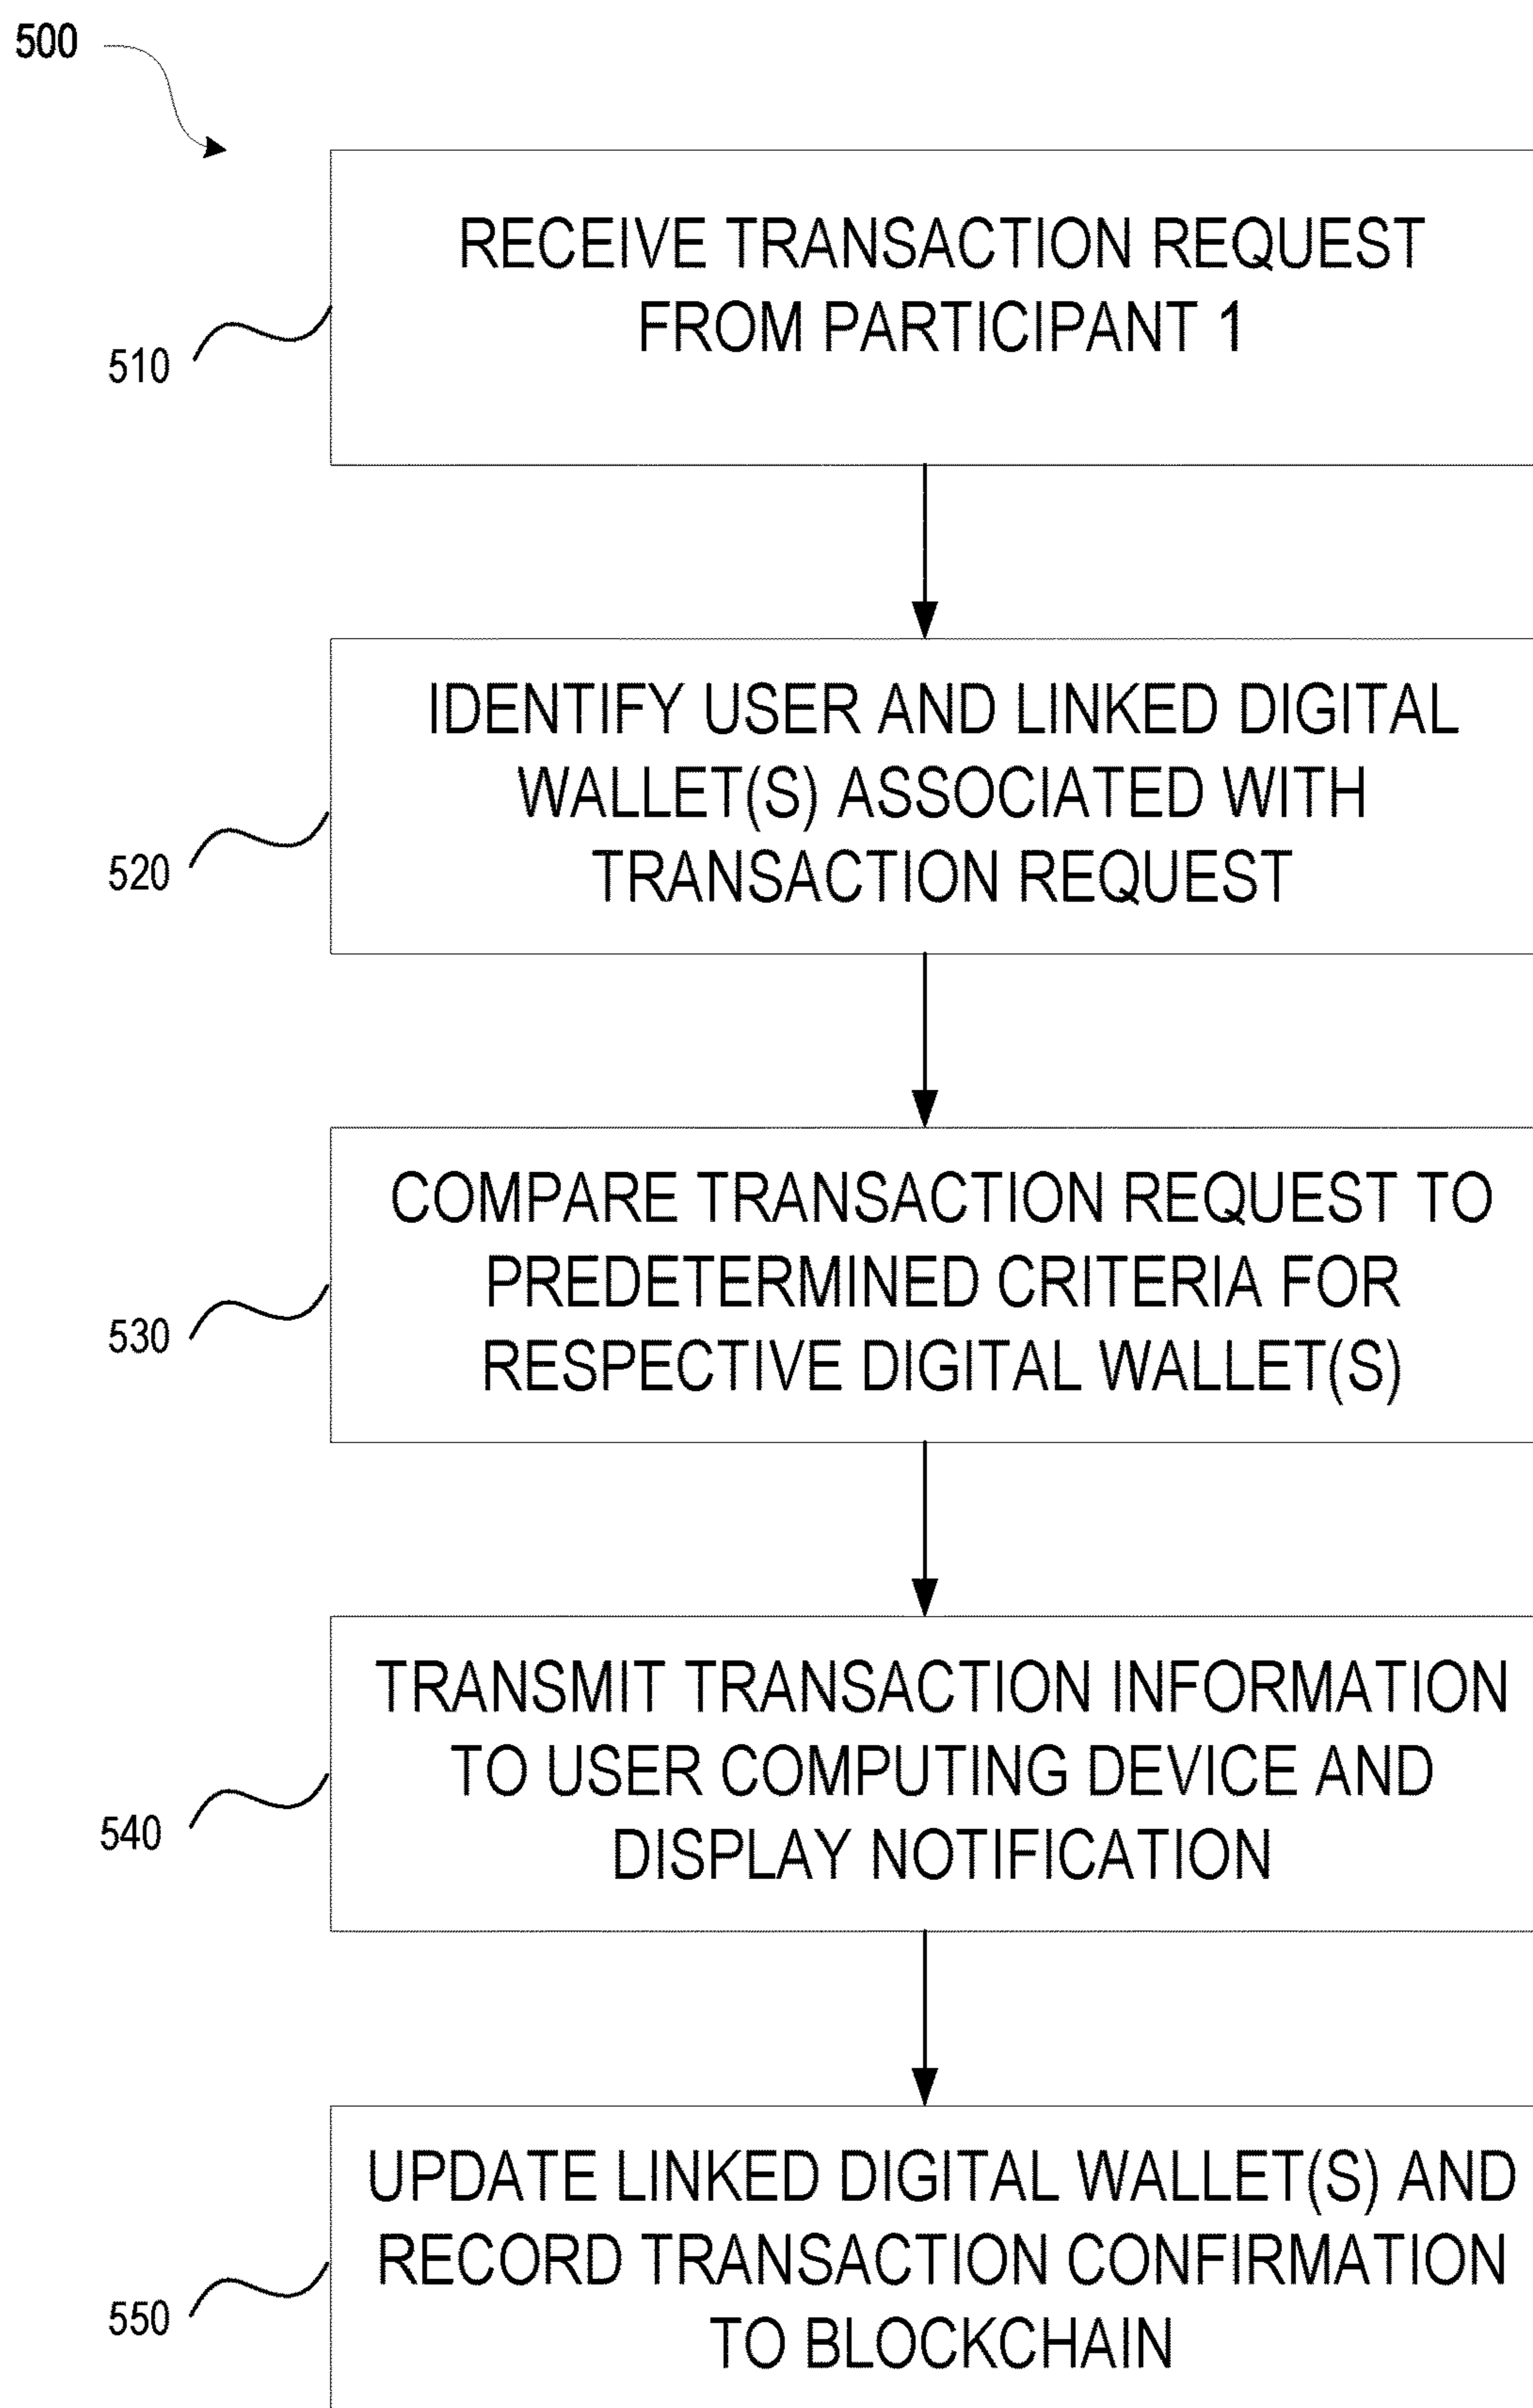 500
RECEIVE TRANSACTION REQUEST
FROM PARTICIPANT 1
510
IDENTIFY USER AND LINKED DIGITAL
WALLET(S) ASSOCIATED WITH
TRANSACTION REQUEST
520
COMPARE TRANSACTION REQUEST TO
PREDETERMINED CRITERIA FOR
RESPECTIVE DIGITAL WALLET(S)
530
TRANSMIT TRANSACTION INFORMATION
TO USER COMPUTING DEVICE AND
DISPLAY NOTIFICATION
540
UPDATE LINKED DIGITAL WALLET(S) AND
RECORD TRANSACTION CONFIRMATION
TO BLOCKCHAIN
550